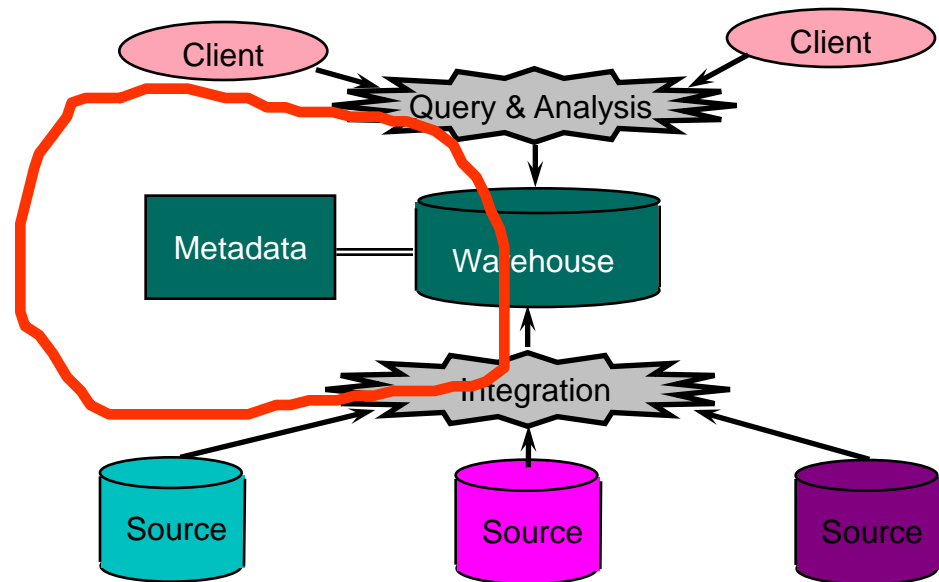 Client
Client
Query & Analysis
Metadata
Warehouse
Integration
Source
Source
Source